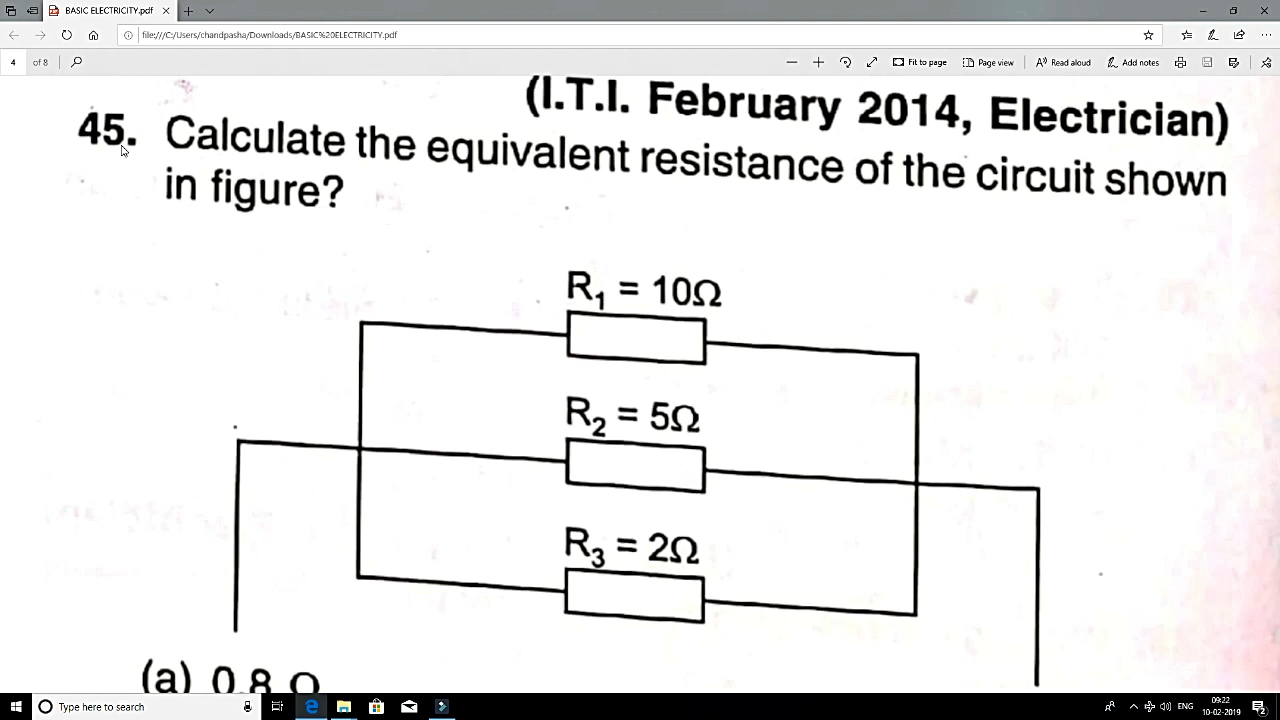 BASIC ELECTRICITY.pdf
file:///C:/Users/chandpasha/Downloads/BASIC%20ELECTRICITY.pdf
4 of 8
Fit to page
Page view
Read aloud
Add notes
(I.T.I. February 2014, Electrician)
45. Calculate the equivalent resistance of the circuit shown
in figure?
R₁ = 10Ω
R₂ = 5Ω
R₃ = 2Ω
(a) 0.8 Ω
Type here to search
ENG
09:22
10-02-2019
2